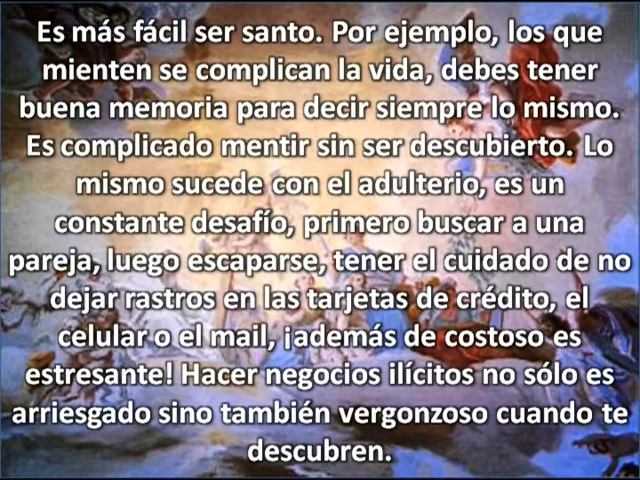 Es más fácil ser santo. Por ejemplo, los que
mienten se complican la vida, debes tener
buena memoria para decir siempre lo mismo.
Es complicado mentir sin ser descubierto. Lo
mismo sucede con el adulterio, es un
constante desafío, primero buscar a una
pareja, luego escaparse, tener el cuidado de no
dejar rastros en las tarjetas de crédito, el
celular o el mail, ¡además de costoso es
estresante! Hacer negocios ilícitos no sólo es
arriesgado sino también vergonzoso cuando te
descubren.